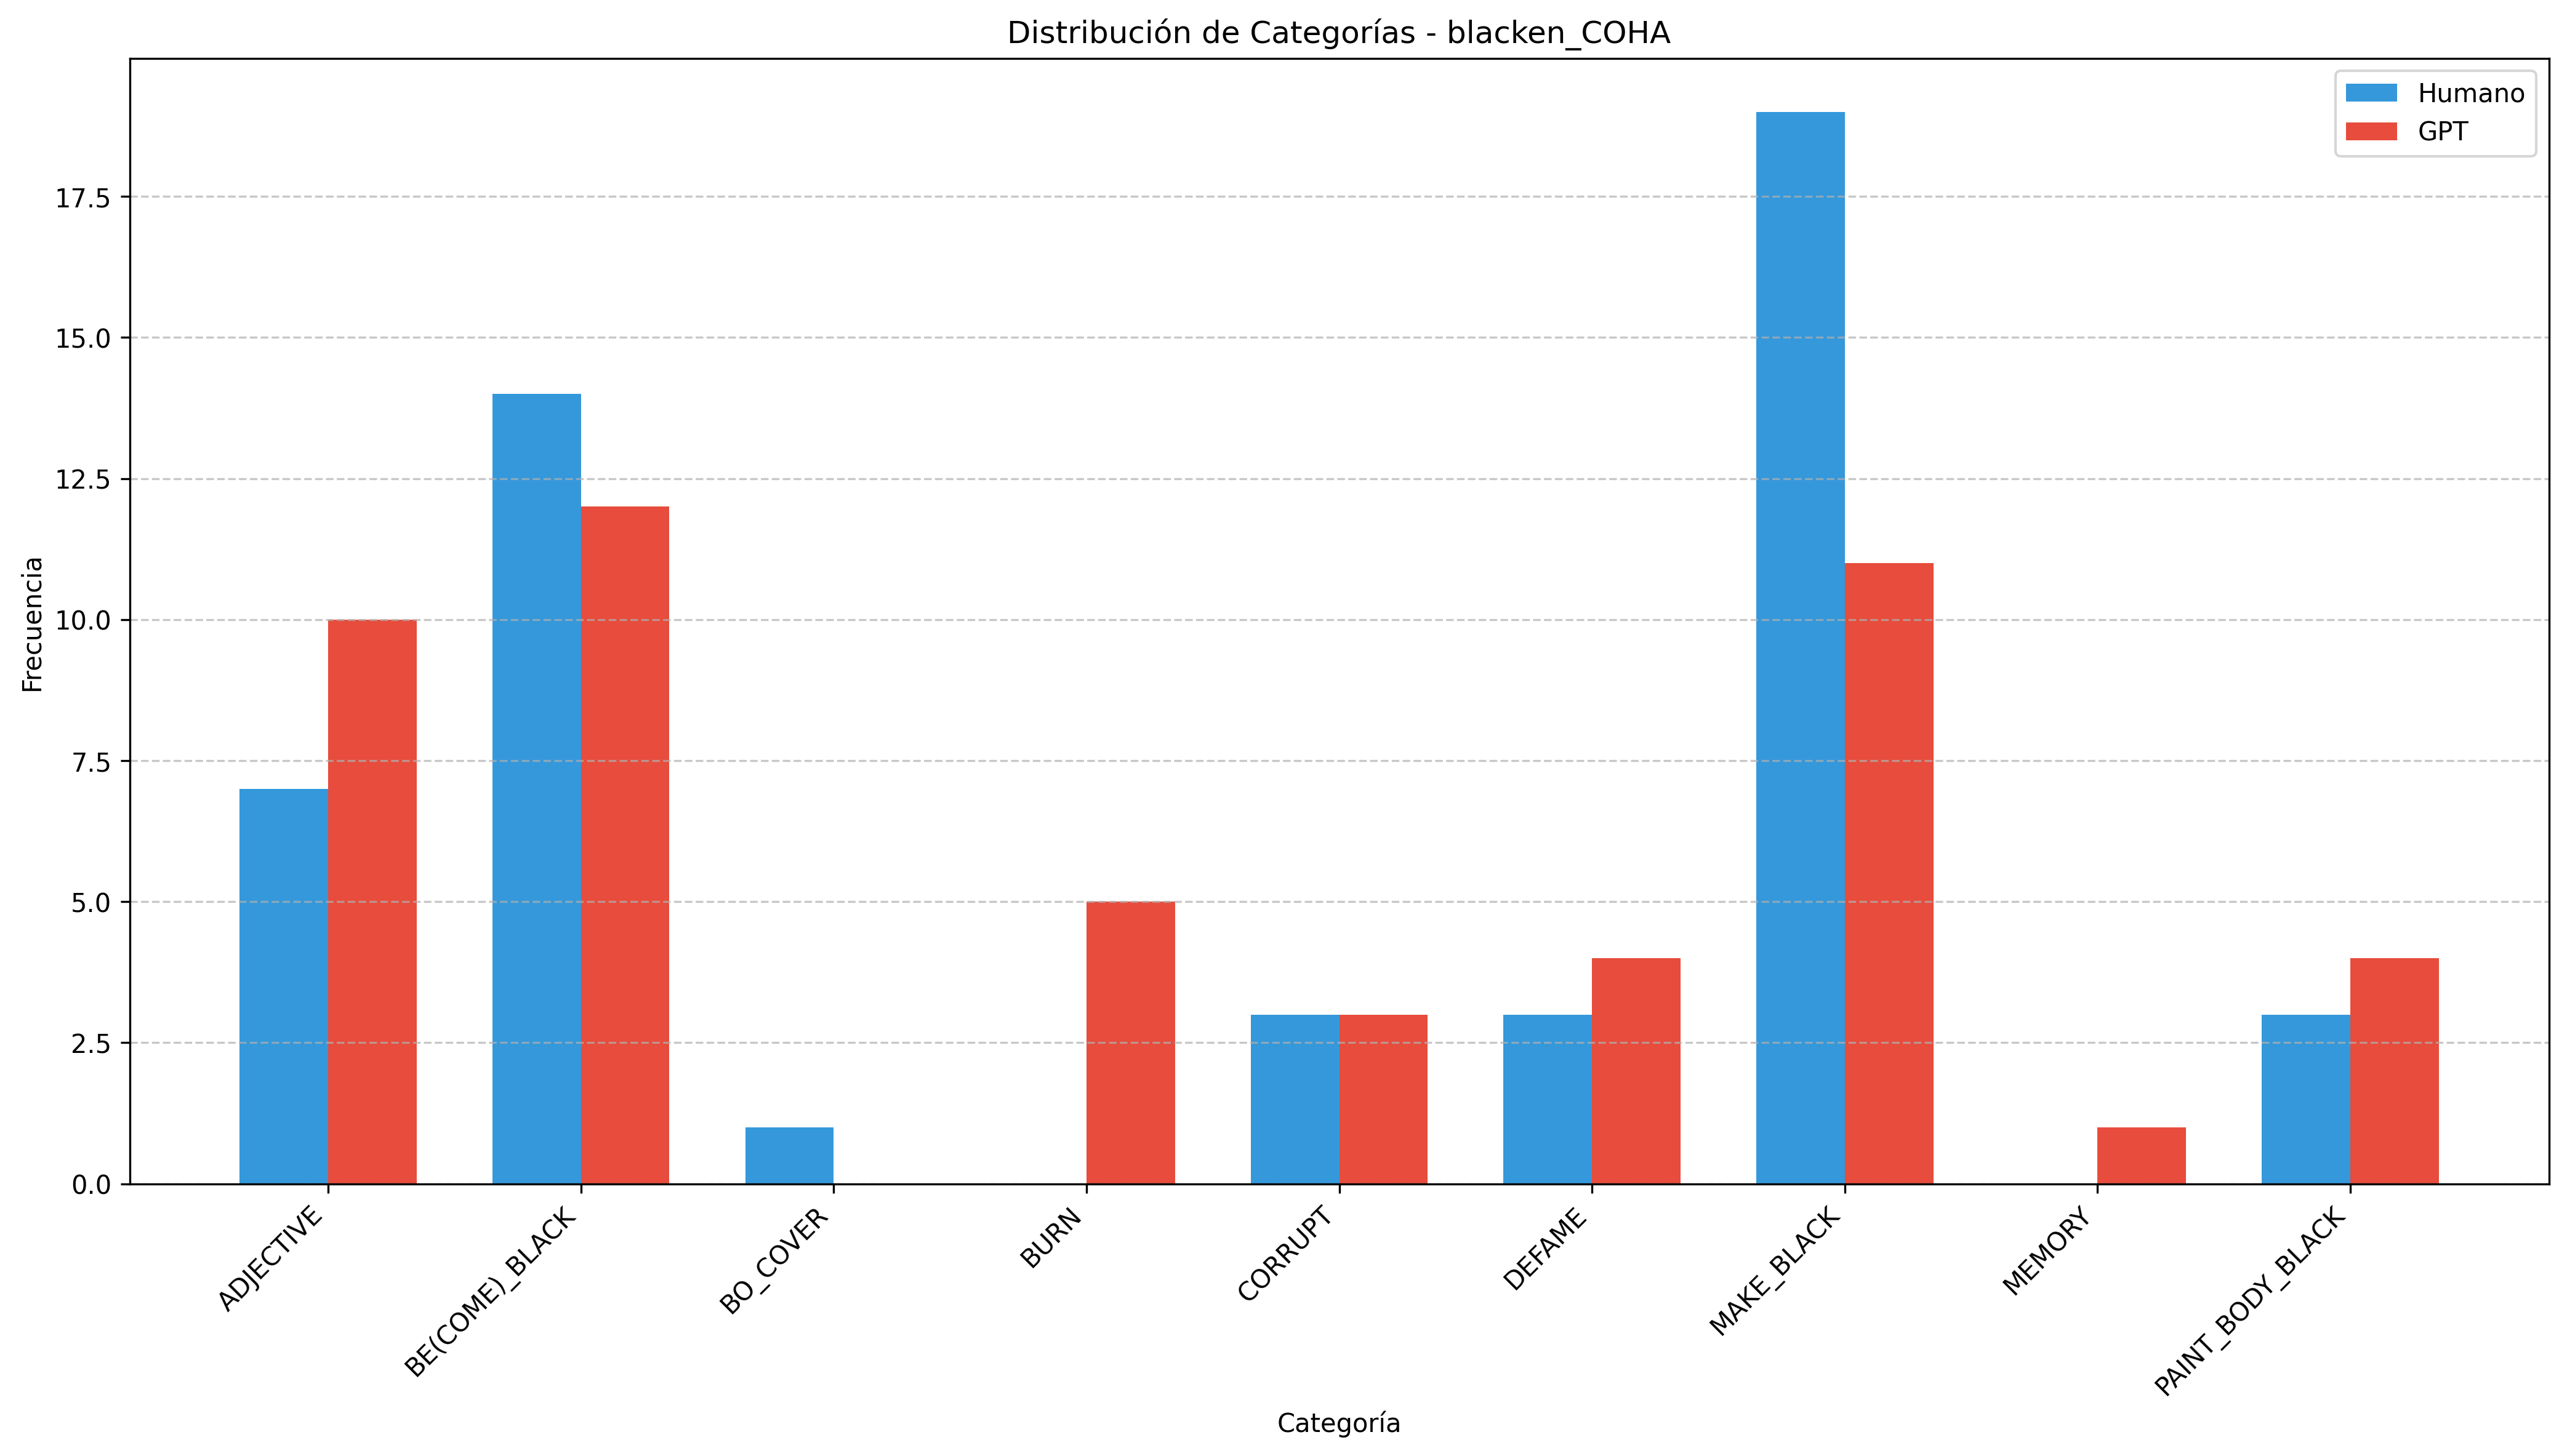 Distribución de Categorías - blacken_COHA
Humano
GPT
Frecuencia
17.5
15.0
12.5
10.0
7.5
5.0
2.5
0.0
ADJECTIVE
BE(COME)_BLACK
BO_COVER
BURN
CORRUPT
DEFAME
MAKE_BLACK
MEMORY
PAINT_BODY_BLACK
Categoría